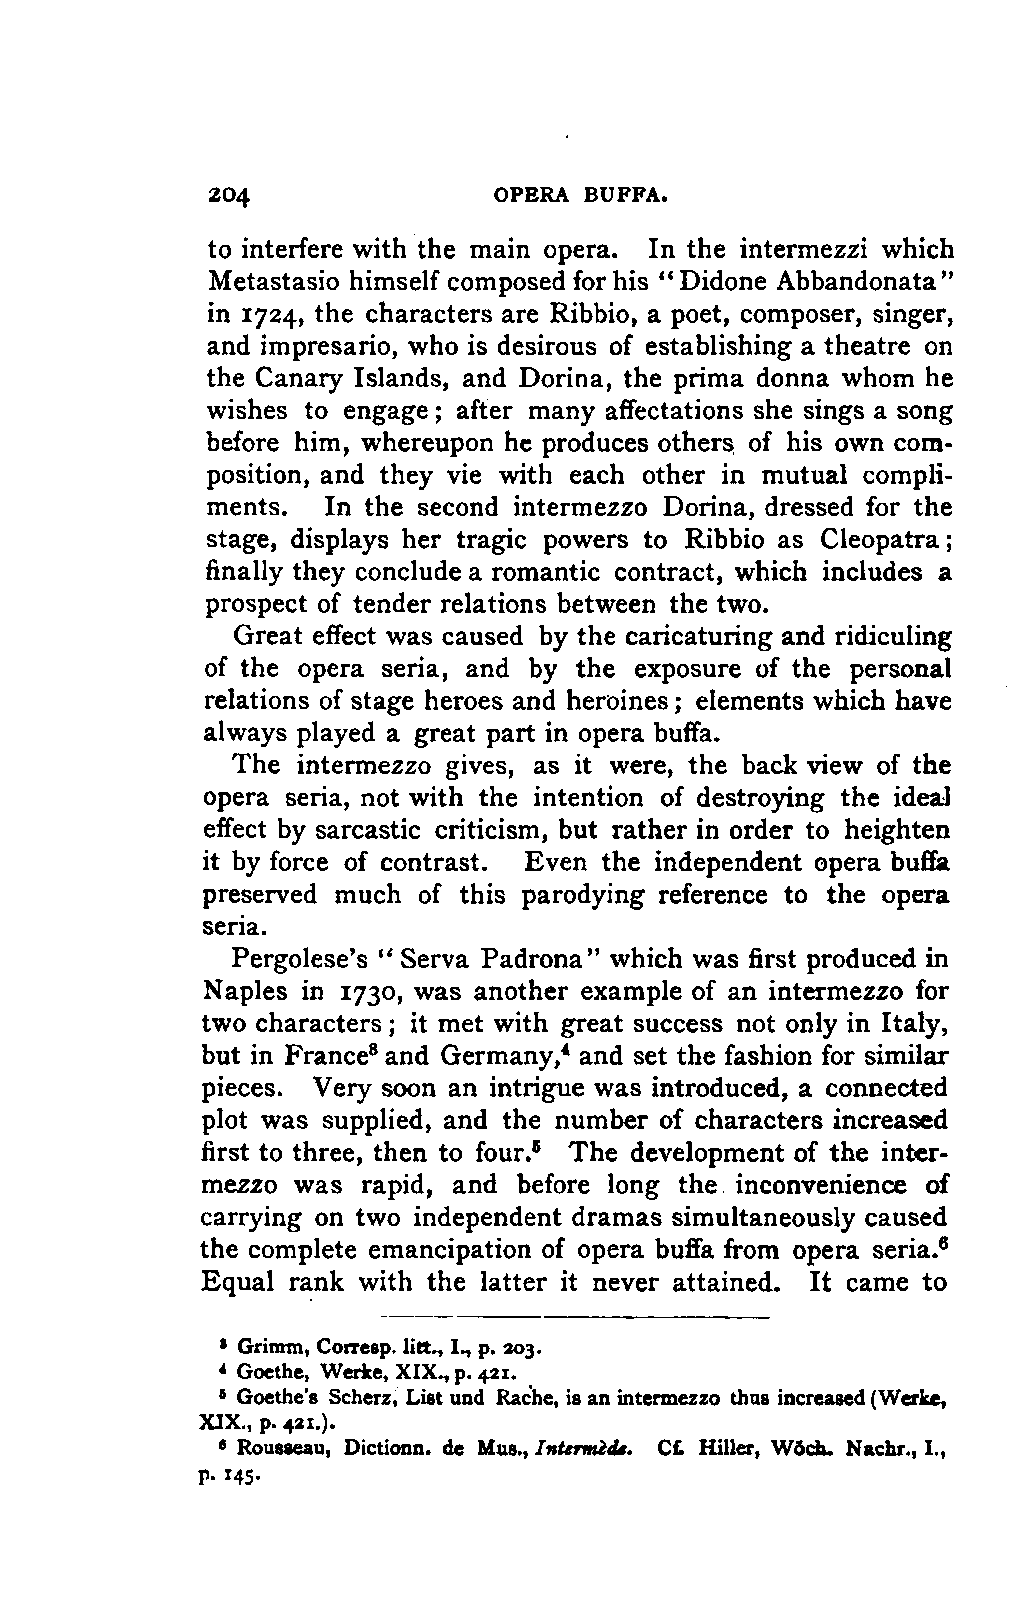 204 OPERA BUFFA.
to interfere with the main opera. In the intermezzi which
Metastasio himself composed for his “Didone Abbandonata”
in 1724, the characters are Ribbio, a poet, composer, singer,
and impresario, who is desirous of establishing a theatre on
the Canary Islands, and Dorina, the prima donna whom he
wishes to engage; after many affectations she sings a song
before him, whereupon he produces others of his own com-
position, and they vie with each other in mutual compli-
ments. In the second intermezzo Dorina, dressed for the
stage, displays her tragic powers to Ribbio as Cleopatra;
finally they conclude a romantic contract, which includes a
prospect of tender relations between the two.
Great effect was caused by the caricaturing and ridiculing
of the opera seria, and by the exposure of the personal
relations of stage heroes and heroines; elements which have
always played a great part in opera buffa.
The intermezzo gives, as it were, the back view of the
opera seria, not with the intention of destroying the ideal
effect by sarcastic criticism, but rather in order to heighten
it by force of contrast. Even the independent opera buffa
preserved much of this parodying reference to the opera
seria.
Pergolese's “Serva Padrona” which was first produced in
Naples in 1730, was another example of an intermezzo for
two characters; it met with great success not only in Italy,
but in France³ and Germany,⁴ and set the fashion for similar
pieces. Very soon an intrigue was introduced, a connected
plot was supplied, and the number of characters increased
first to three, then to four.⁵ The development of the inter-
mezzo was rapid, and before long the inconvenience of
carrying on two independent dramas simultaneously caused
the complete emancipation of opera buffa from opera seria.⁶
Equal rank with the latter it never attained. It came to
³ Grimm, Corresp. litt., I., p. 203.
⁴ Goethe, Werke, XIX., p. 421.
⁵ Goethe's Scherz, List und Rache, is an intermezzo thus increased (Werke,
XIX., p. 421.).
⁶ Rousseau, Dictionn. de Mus., Intermède. Cf. Hiller, Wöch. Nachr., I.,
p. 145.